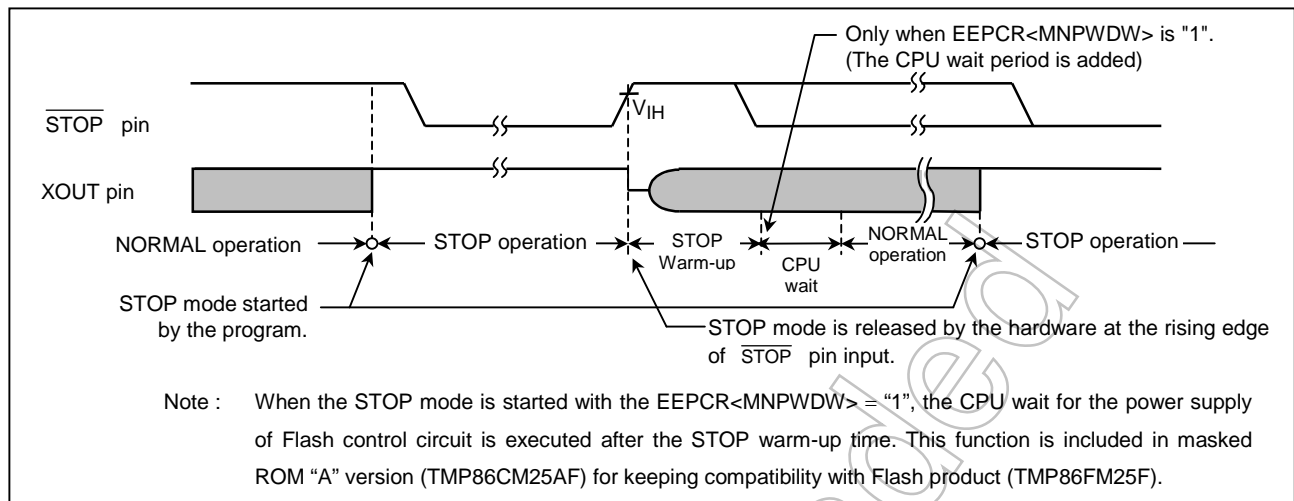 Only when EEPCR<MNPWDW> is "1".
(The CPU wait period is added)
STOP pin
VIH
XOUT pin
NORMAL operation
STOP operation
STOP
Warm-up
CPU
wait
NORMAL
operation
STOP operation
STOP mode started
by the program.
STOP mode is released by the hardware at the rising edge
of STOP pin input.
Note : When the STOP mode is started with the EEPCR<MNPWDW> = “1”, the CPU wait for the power supply
of Flash control circuit is executed after the STOP warm-up time. This function is included in masked
ROM “A” version (TMP86CM25AF) for keeping compatibility with Flash product (TMP86FM25F).
ded